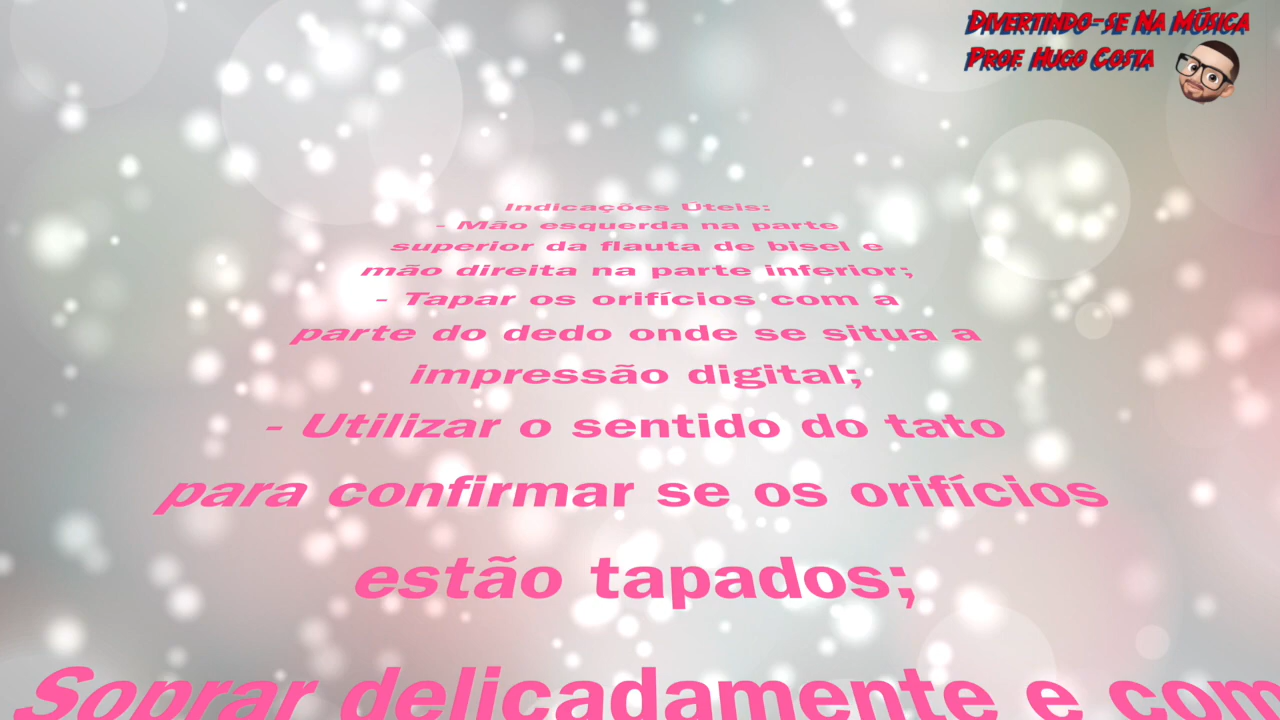 Divertindo-se Na Música
Prof. Hugo Costa
Indicações Úteis:
- Mão esquerda na parte
superior da flauta de bisel e
mão direita na parte inferior;
- Tapar os orifícios com a
parte do dedo onde se situa a
impressão digital;
- Utilizar o sentido do tato
para confirmar se os orifícios
estão tapados;
Soprar delicadamente e com